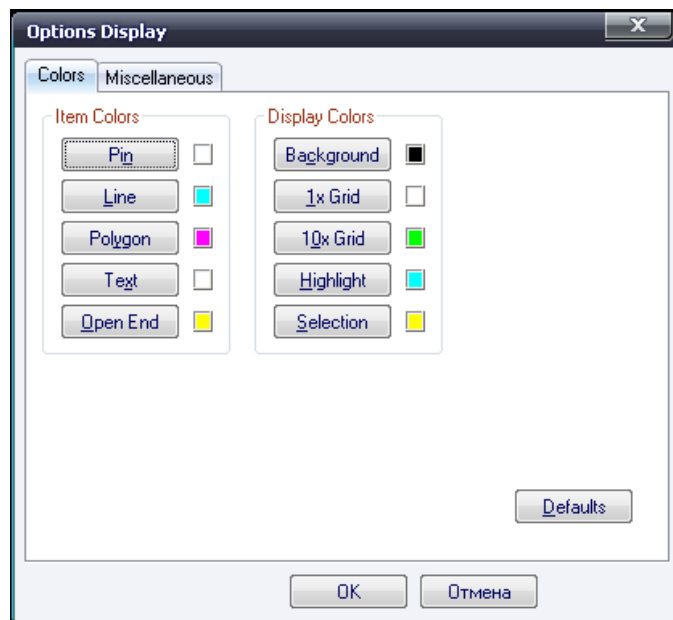 Options Display
Colors Miscellaneous
Item Colors Display Colors
Pin Background
Line 1x Grid
Polygon 10x Grid
Text Highlight
Open End Selection
Defaults
OK Отмена